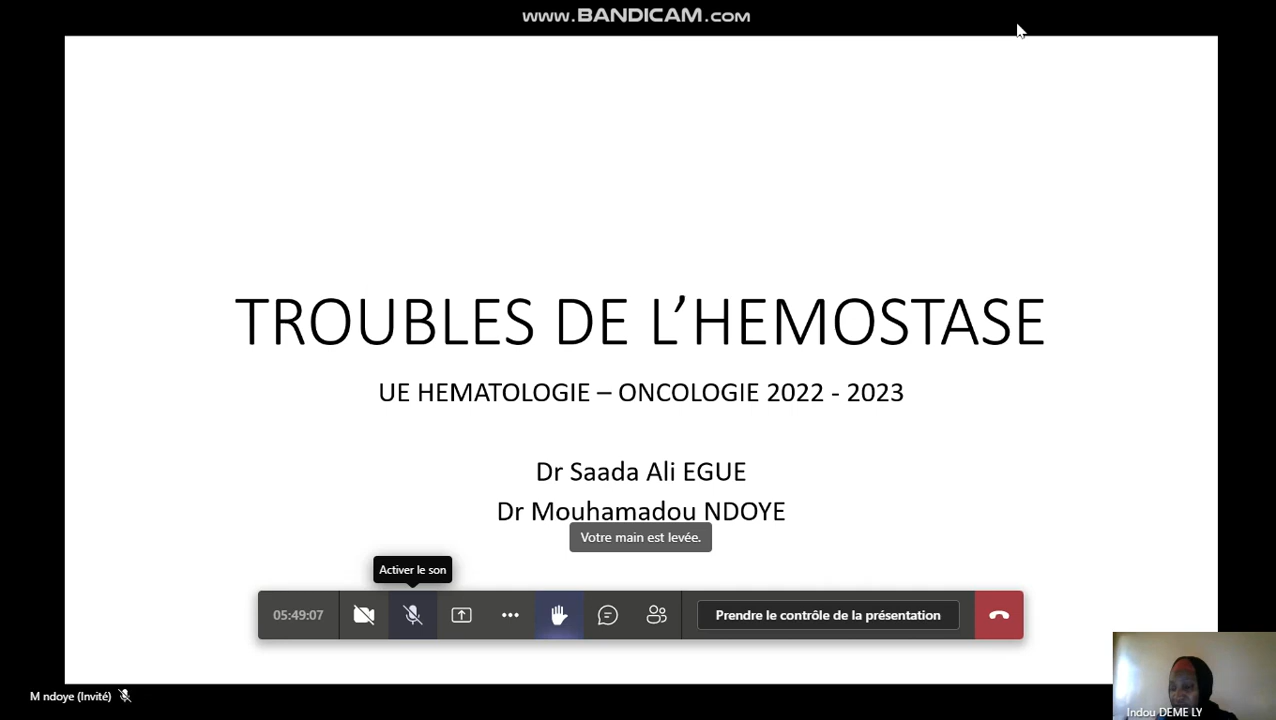 www.BANDICAM.com
TROUBLES DE L’HEMOSTASE
UE HEMATOLOGIE – ONCOLOGIE 2022 - 2023
Dr Saada Ali EGUE
Dr Mouhamadou NDOYE
Votre main est levée.
Activer le son
05:49:07
Prendre le contrôle de la présentation
M ndoye (Invité)
Indou DEME LY